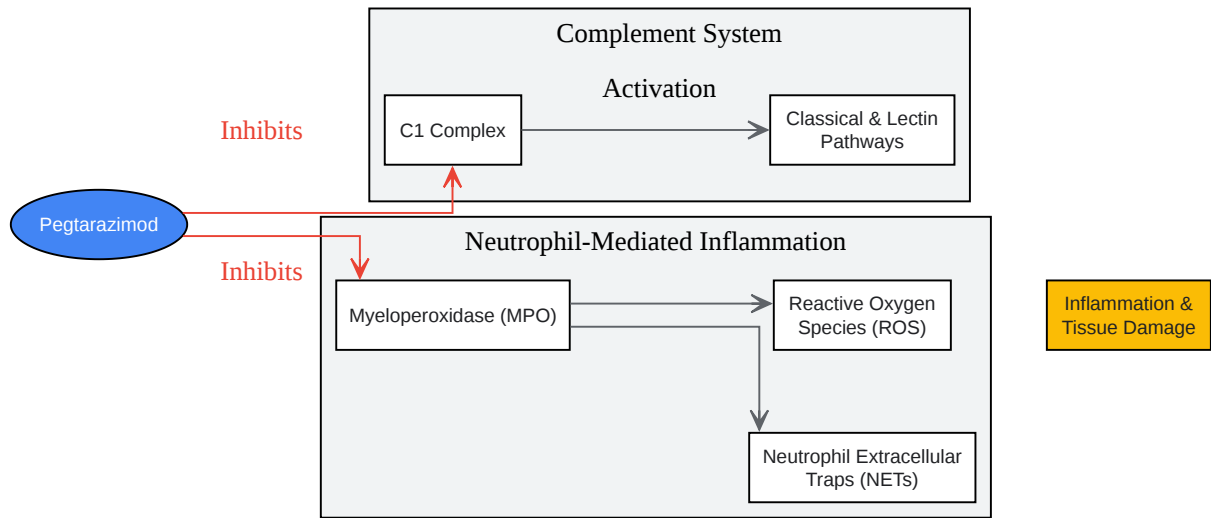 Complement System
Activation
C1 Complex
Classical & Lectin
Pathways
Inhibits
Pegtarazimod
Inhibits
Neutrophil-Mediated Inflammation
Myeloperoxidase (MPO)
Reactive Oxygen
Species (ROS)
Inflammation &
Tissue Damage
Neutrophil Extracellular
Traps (NETs)